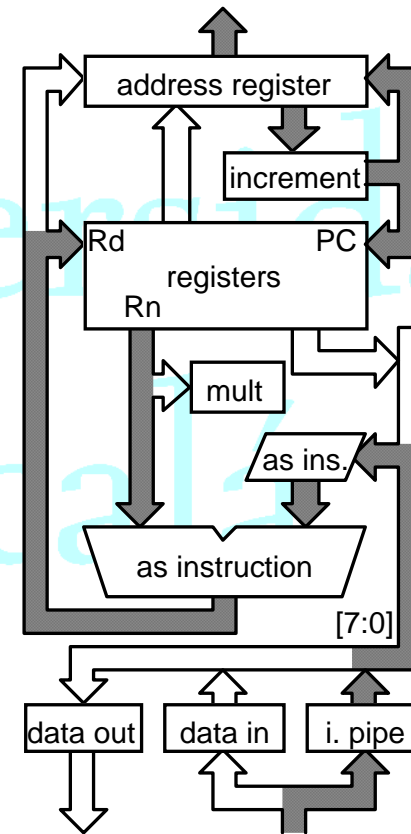 address register
increment
Rd PC
registers
Rn
mult
as ins.
as instruction
[7:0]
data out data in i. pipe